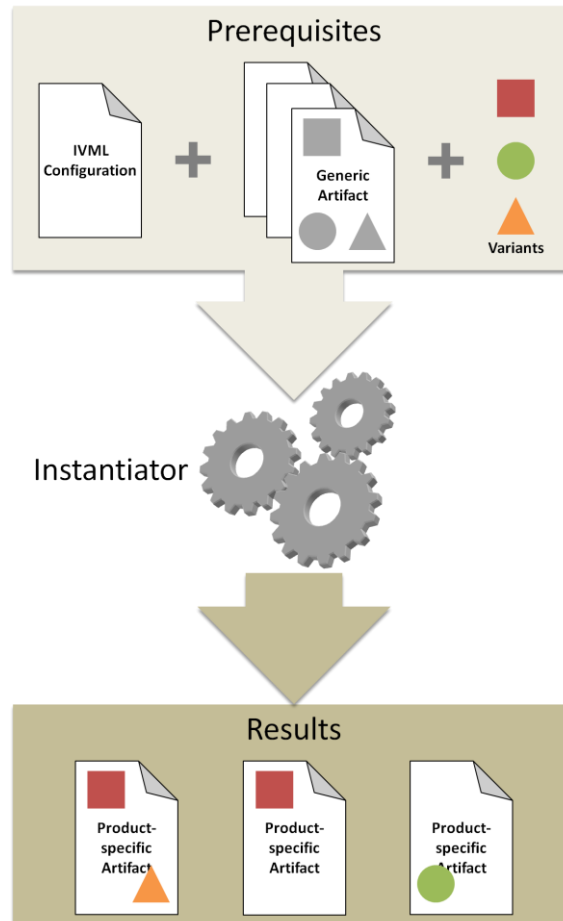 Prerequisites
IVML
Configuration
Generic
Artifact
Variants
Instantiator
Results
Product-
specific
Artifact
Product-
specific
Artifact
Product-
specific
Artifact